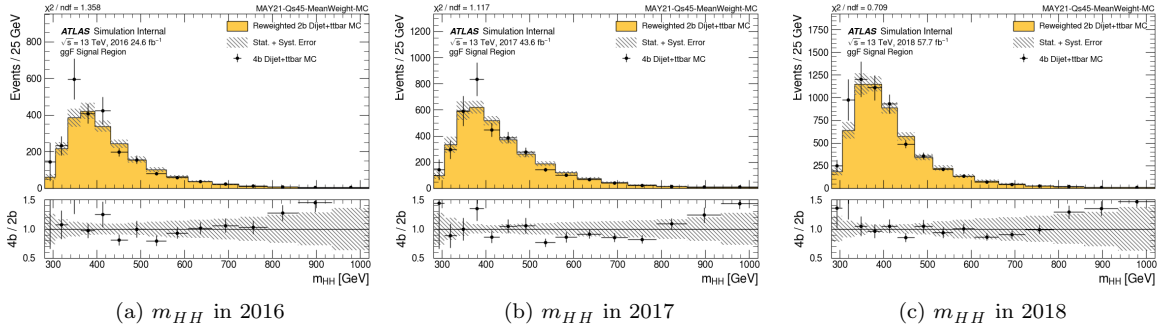 χ2 / ndf = 1.358 MAY21-Qs45-MeanWeight-MC
ATLAS Simulation Internal
√s = 13 TeV, 2016 24.6 fb⁻¹
ggF Signal Region
Reweighted 2b Dijet+ttbar MC
Stat. + Syst. Error
4b Dijet+ttbar MC
Events / 25 GeV
800
600
400
200
0
4b / 2b
1.5
1.0
0.5
300 400 500 600 700 800 900 1000
m_HH [GeV]
(a) m_HH in 2016
χ2 / ndf = 1.117 MAY21-Qs45-MeanWeight-MC
ATLAS Simulation Internal
√s = 13 TeV, 2017 43.6 fb⁻¹
ggF Signal Region
Reweighted 2b Dijet+ttbar MC
Stat. + Syst. Error
4b Dijet+ttbar MC
Events / 25 GeV
1200
1000
800
600
400
200
0
4b / 2b
1.5
1.0
0.5
300 400 500 600 700 800 900 1000
m_HH [GeV]
(b) m_HH in 2017
χ2 / ndf = 0.709 MAY21-Qs45-MeanWeight-MC
ATLAS Simulation Internal
√s = 13 TeV, 2018 57.7 fb⁻¹
ggF Signal Region
Reweighted 2b Dijet+ttbar MC
Stat. + Syst. Error
4b Dijet+ttbar MC
Events / 25 GeV
1750
1500
1250
1000
750
500
250
0
4b / 2b
1.5
1.0
0.5
300 400 500 600 700 800 900 1000
m_HH [GeV]
(c) m_HH in 2018